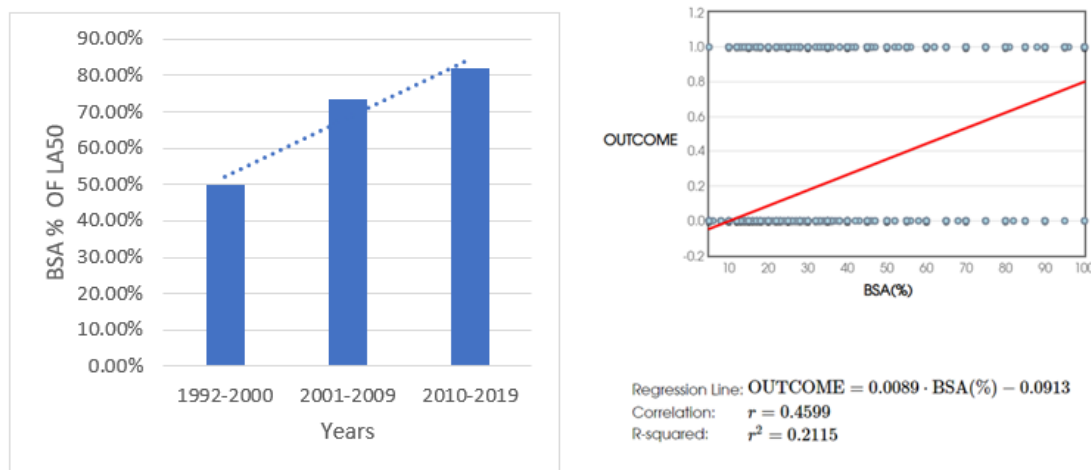 90.00%
80.00%
70.00%
60.00%
50.00%
40.00%
30.00%
20.00%
10.00%
0.00%
BSA % OF LA50
1992-2000 2001-2009 2010-2019
Years
1.2
1.0
0.8
0.6
0.4
0.2
0.0
-0.2
OUTCOME
10 20 30 40 50 60 70 80 90 100
BSA(%)
Regression Line: OUTCOME = 0.0089 · BSA(%) − 0.0913
Correlation: r = 0.4599
R-squared: r² = 0.2115